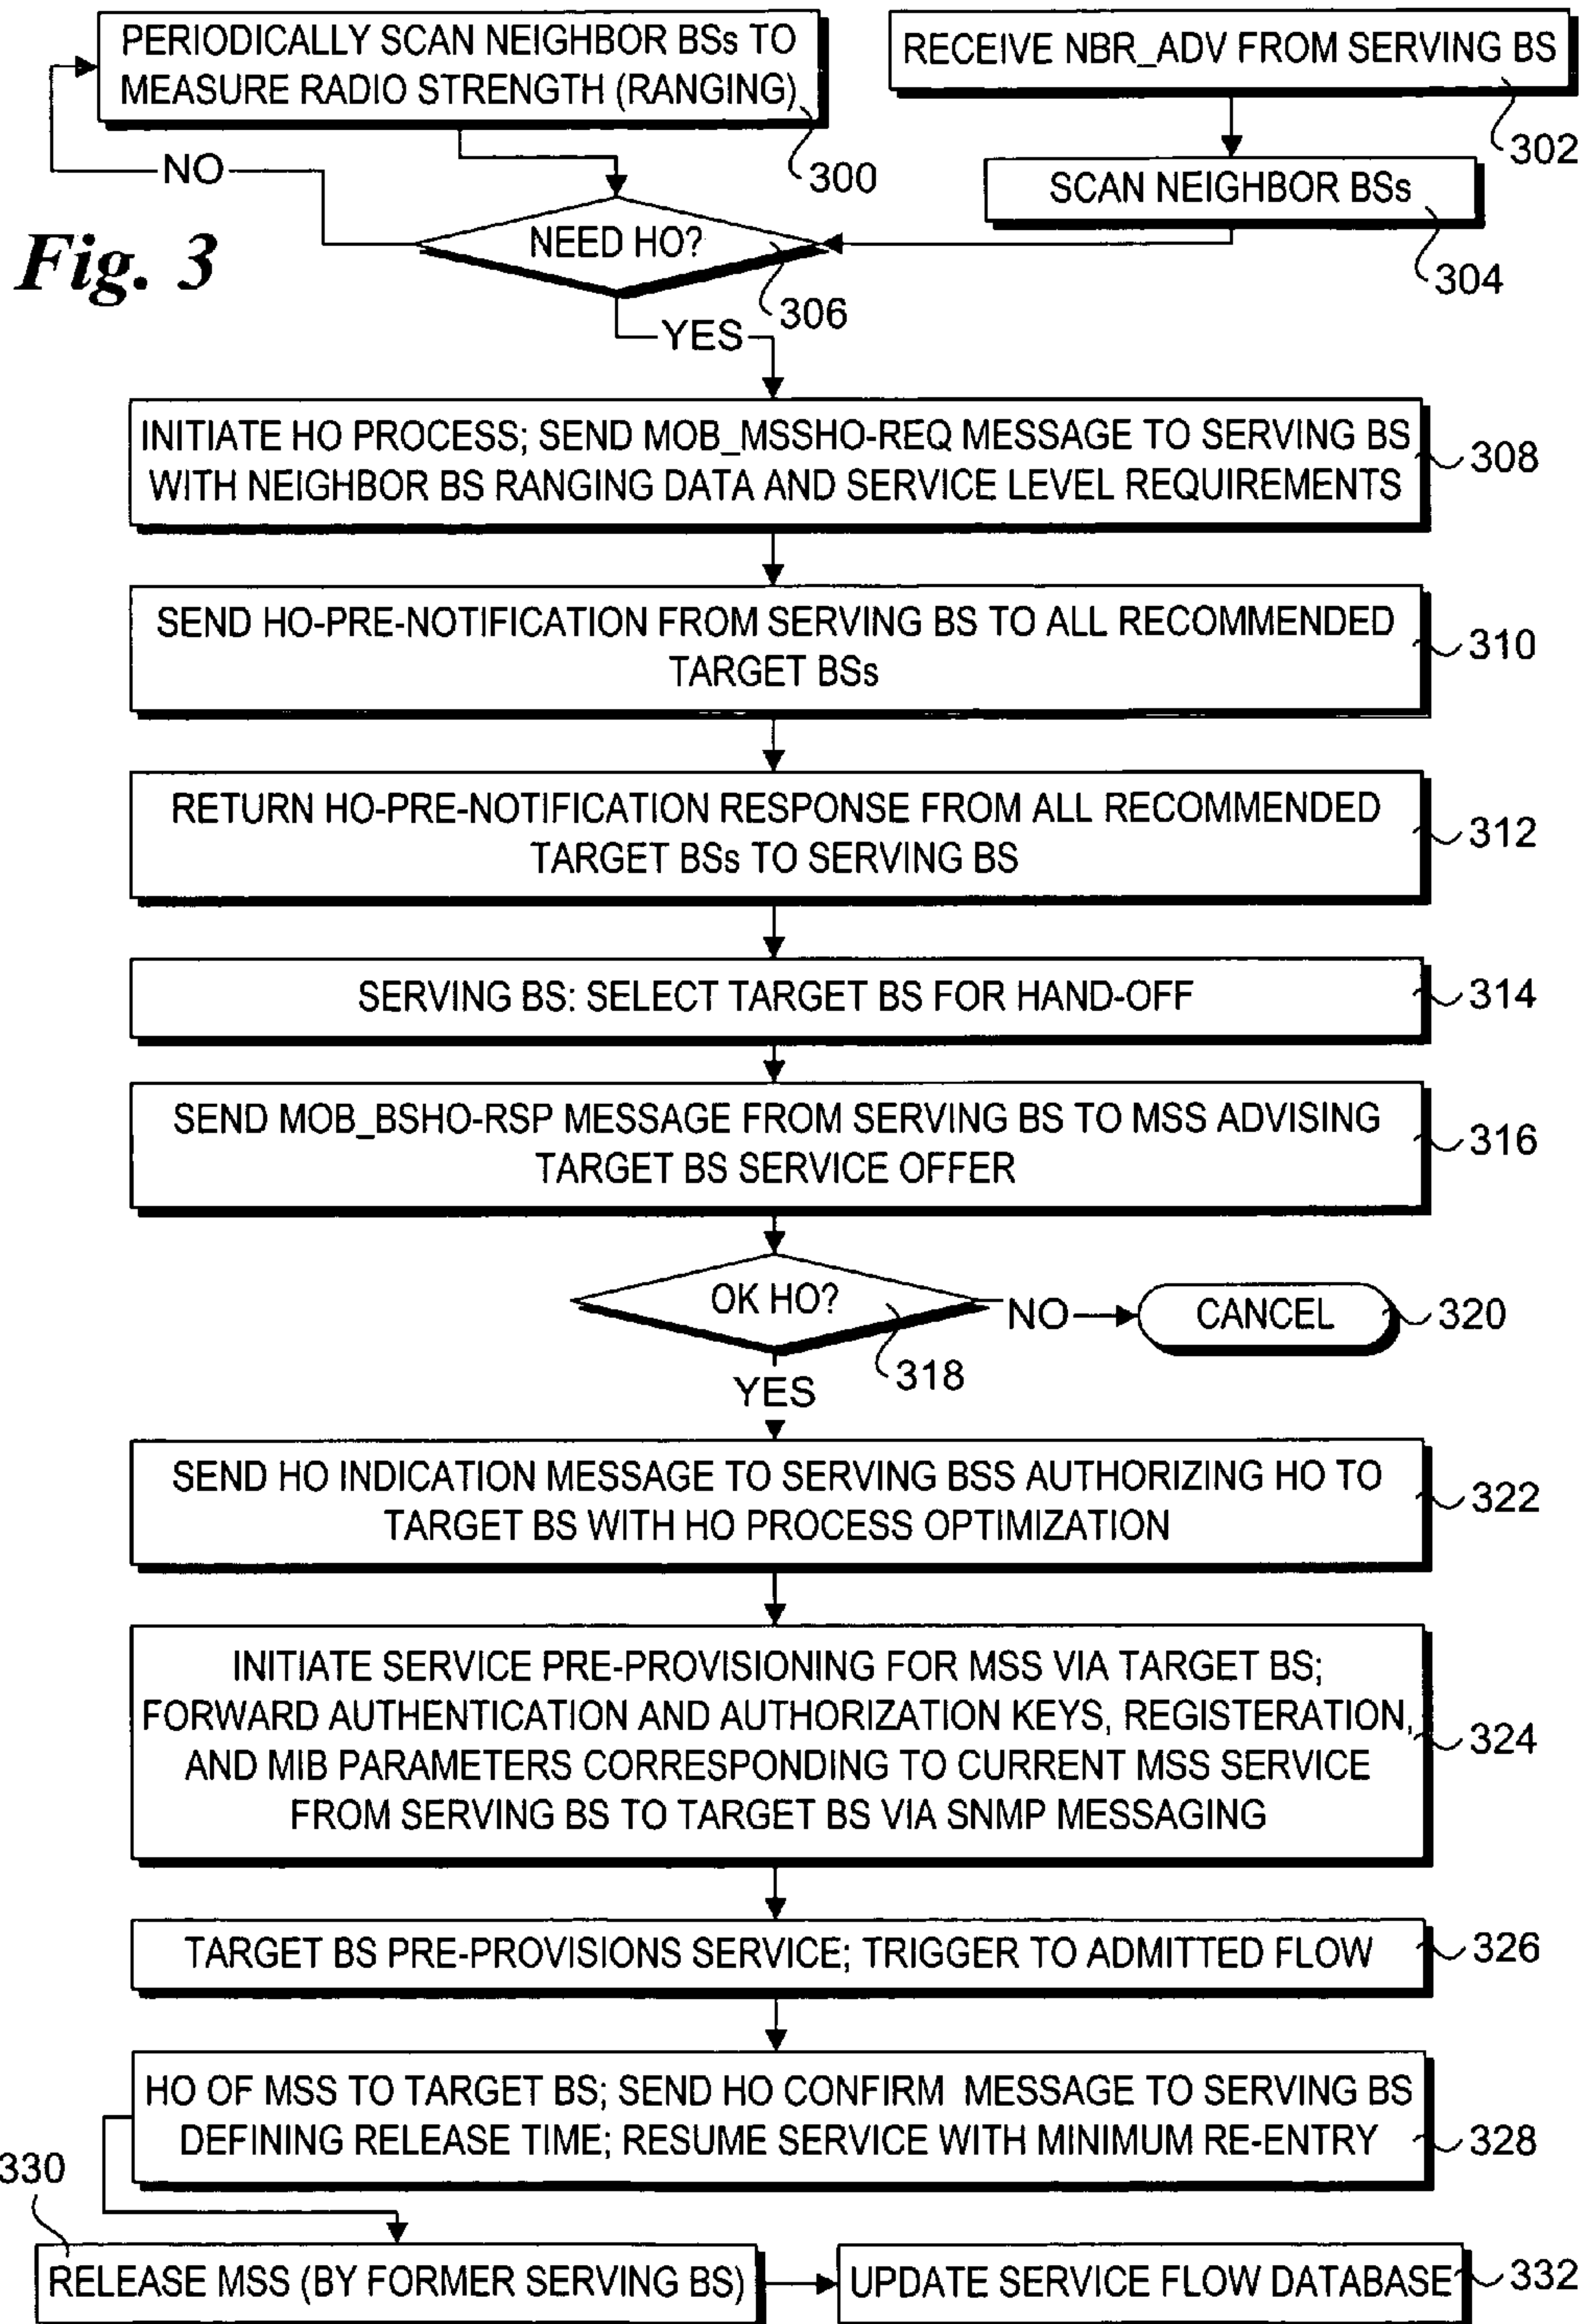 PERIODICALLY SCAN NEIGHBOR BSs TO
MEASURE RADIO STRENGTH (RANGING)
300
RECEIVE NBR_ADV FROM SERVING BS
302
SCAN NEIGHBOR BSs
304
NO
Fig. 3
NEED HO?
306
YES
INITIATE HO PROCESS; SEND MOB_MSSHO-REQ MESSAGE TO SERVING BS
WITH NEIGHBOR BS RANGING DATA AND SERVICE LEVEL REQUIREMENTS
308
SEND HO-PRE-NOTIFICATION FROM SERVING BS TO ALL RECOMMENDED
TARGET BSs
310
RETURN HO-PRE-NOTIFICATION RESPONSE FROM ALL RECOMMENDED
TARGET BSs TO SERVING BS
312
SERVING BS: SELECT TARGET BS FOR HAND-OFF
314
SEND MOB_BSHO-RSP MESSAGE FROM SERVING BS TO MSS ADVISING
TARGET BS SERVICE OFFER
316
OK HO?
318
NO
CANCEL
320
YES
SEND HO INDICATION MESSAGE TO SERVING BSS AUTHORIZING HO TO
TARGET BS WITH HO PROCESS OPTIMIZATION
322
INITIATE SERVICE PRE-PROVISIONING FOR MSS VIA TARGET BS;
FORWARD AUTHENTICATION AND AUTHORIZATION KEYS, REGISTERATION,
AND MIB PARAMETERS CORRESPONDING TO CURRENT MSS SERVICE
FROM SERVING BS TO TARGET BS VIA SNMP MESSAGING
324
TARGET BS PRE-PROVISIONS SERVICE; TRIGGER TO ADMITTED FLOW
326
HO OF MSS TO TARGET BS; SEND HO CONFIRM MESSAGE TO SERVING BS
DEFINING RELEASE TIME; RESUME SERVICE WITH MINIMUM RE-ENTRY
328
330
RELEASE MSS (BY FORMER SERVING BS)
UPDATE SERVICE FLOW DATABASE
332